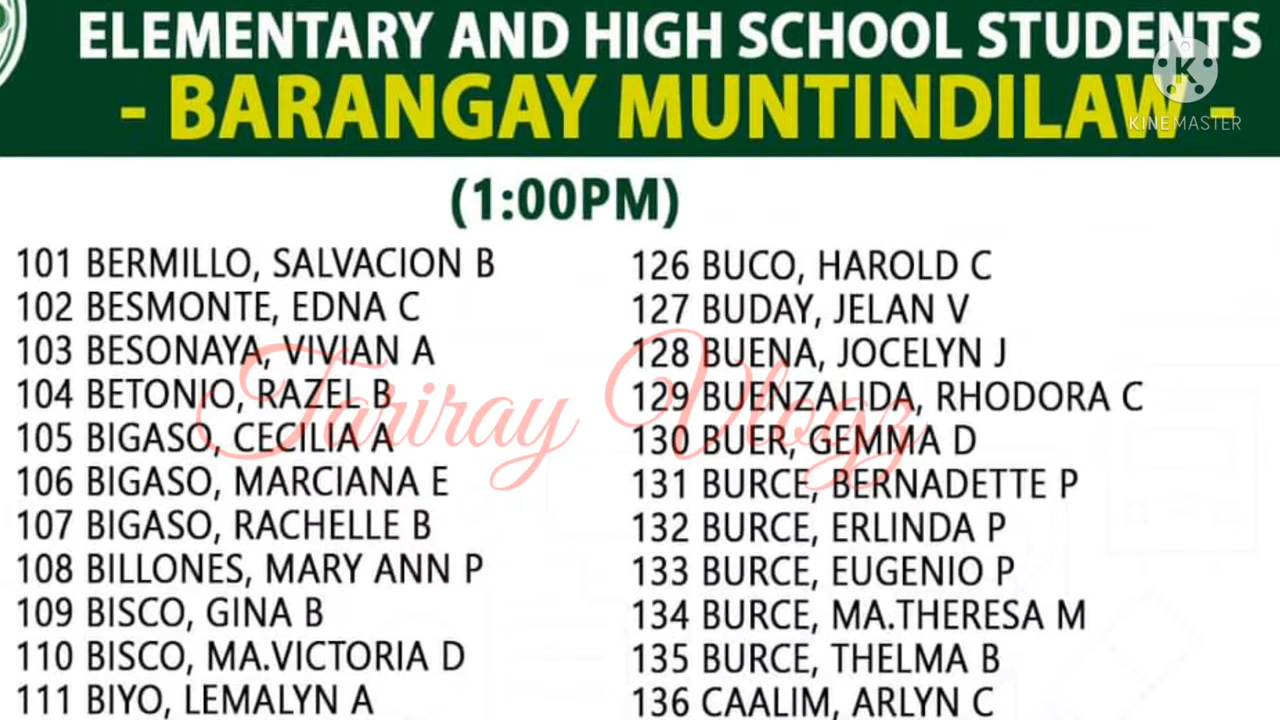 ELEMENTARY AND HIGH SCHOOL STUDENTS
- BARANGAY MUNTINDILAW -
KINEMASTER
(1:00PM)
101 BERMILLO, SALVACION B
102 BESMONTE, EDNA C
103 BESONAYA, VIVIAN A
104 BETONIO, RAZEL B
105 BIGASO, CECILIA A
106 BIGASO, MARCIANA E
107 BIGASO, RACHELLE B
108 BILLONES, MARY ANN P
109 BISCO, GINA B
110 BISCO, MA.VICTORIA D
111 BIYO, LEMALYN A
126 BUCO, HAROLD C
127 BUDAY, JELAN V
128 BUENA, JOCELYN J
129 BUENZALIDA, RHODORA C
130 BUER, GEMMA D
131 BURCE, BERNADETTE P
132 BURCE, ERLINDA P
133 BURCE, EUGENIO P
134 BURCE, MA.THERESA M
135 BURCE, THELMA B
136 CAALIM, ARLYN C
Tariray Vlogz